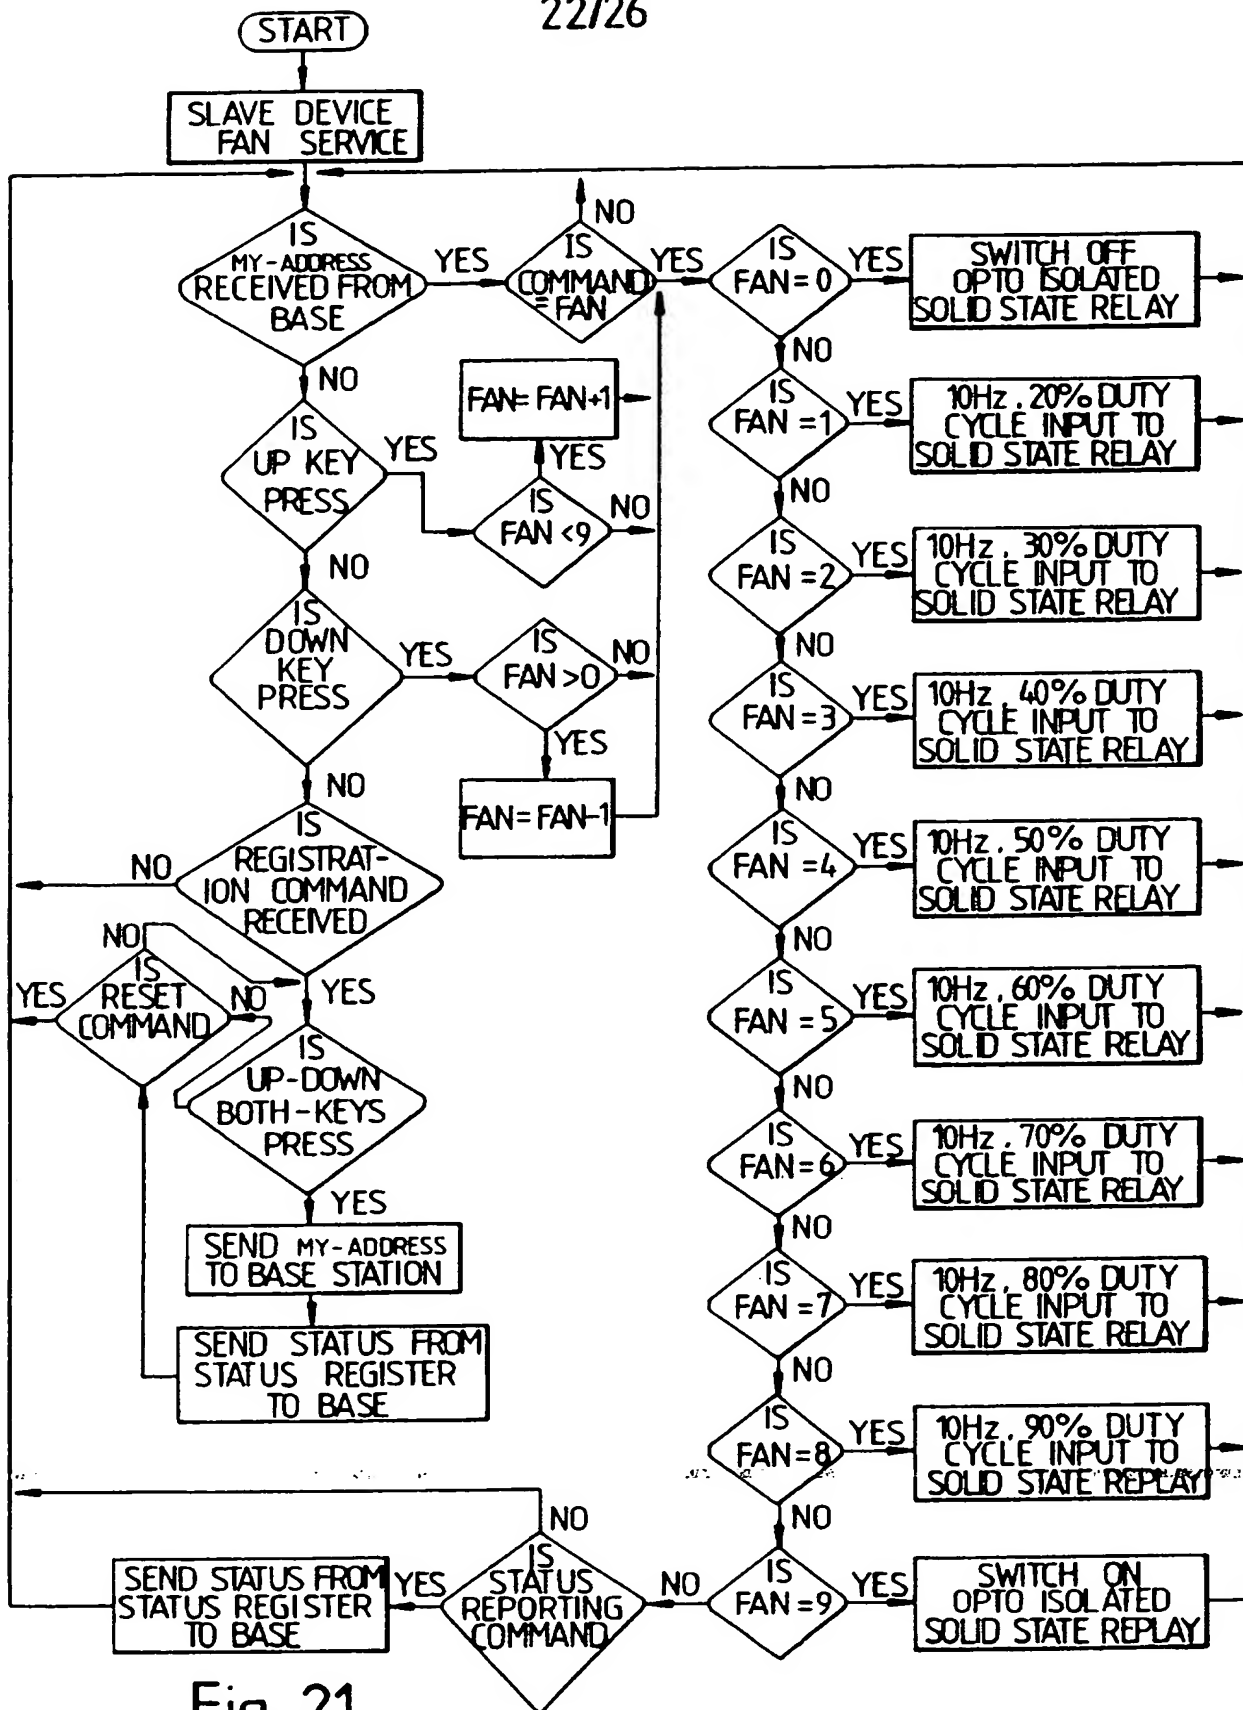 22/26
START
SLAVE DEVICE
FAN SERVICE
IS
MY-ADDRESS
RECEIVED FROM
BASE
YES
NO
NO
IS
COMMAND
= FAN
YES
IS
UP KEY
PRESS
YES
NO
FAN= FAN+1
YES
IS
FAN <9
NO
IS
DOWN
KEY
PRESS
YES
NO
IS
FAN >0
NO
YES
FAN= FAN-1
IS
REGISTRAT-
ION COMMAND
RECEIVED
NO
YES
NO
IS
RESET
COMMAND
YES
NO
IS
UP-DOWN
BOTH-KEYS
PRESS
YES
SEND MY-ADDRESS
TO BASE STATION
SEND STATUS FROM
STATUS REGISTER
TO BASE
IS
FAN=0
YES
NO
SWITCH OFF
OPTO ISOLATED
SOLID STATE RELAY
IS
FAN =1
YES
NO
10Hz. 20% DUTY
CYCLE INPUT TO
SOLID STATE RELAY
IS
FAN =2
YES
NO
10Hz. 30% DUTY
CYCLE INPUT TO
SOLID STATE RELAY
IS
FAN =3
YES
NO
10Hz. 40% DUTY
CYCLE INPUT TO
SOLID STATE RELAY
IS
FAN =4
YES
NO
10Hz. 50% DUTY
CYCLE INPUT TO
SOLID STATE RELAY
IS
FAN = 5
YES
NO
10Hz. 60% DUTY
CYCLE INPUT TO
SOLID STATE RELAY
IS
FAN=6
YES
NO
10Hz. 70% DUTY
CYCLE INPUT TO
SOLID STATE RELAY
IS
FAN =7
YES
NO
10Hz. 80% DUTY
CYCLE INPUT TO
SOLID STATE RELAY
IS
FAN=8
YES
NO
10Hz. 90% DUTY
CYCLE INPUT TO
SOLID STATE REPLAY
IS
FAN =9
YES
NO
SWITCH ON
OPTO ISOLATED
SOLID STATE REPLAY
NO
IS
STATUS
REPORTING
COMMAND
YES
SEND STATUS FROM
STATUS REGISTER
TO BASE
Fig. 21